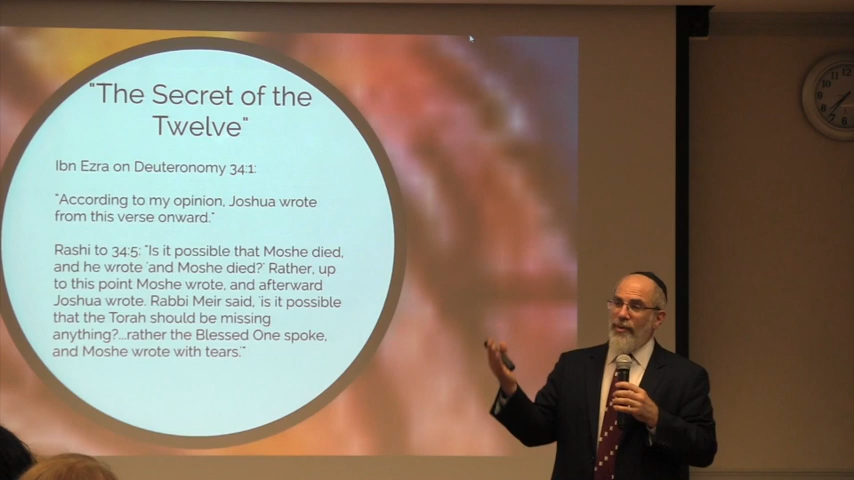 "The Secret of the
Twelve"
Ibn Ezra on Deuteronomy 34:1:
"According to my opinion, Joshua wrote
from this verse onward."
Rashi to 34:5: "Is it possible that Moshe died,
and he wrote 'and Moshe died?' Rather, up
to this point Moshe wrote, and afterward
Joshua wrote. Rabbi Meir said, 'is it possible
that the Torah should be missing
anything?...rather the Blessed One spoke,
and Moshe wrote with tears.'"